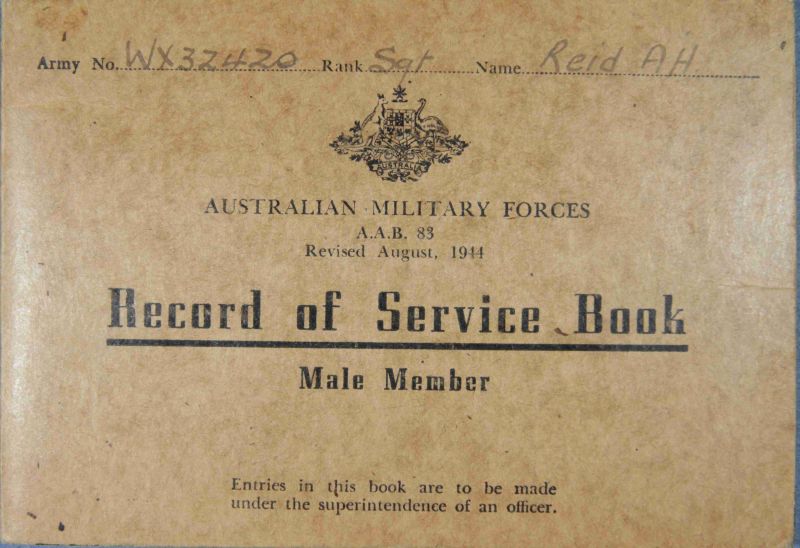 Army No. WX32420 Rank Sgt Name Reid AH
AUSTRALIA
AUSTRALIAN MILITARY FORCES
A.A.B. 83
Revised August, 1944
Record of Service Book
Male Member
Entries in this book are to be made
under the superintendence of an officer.